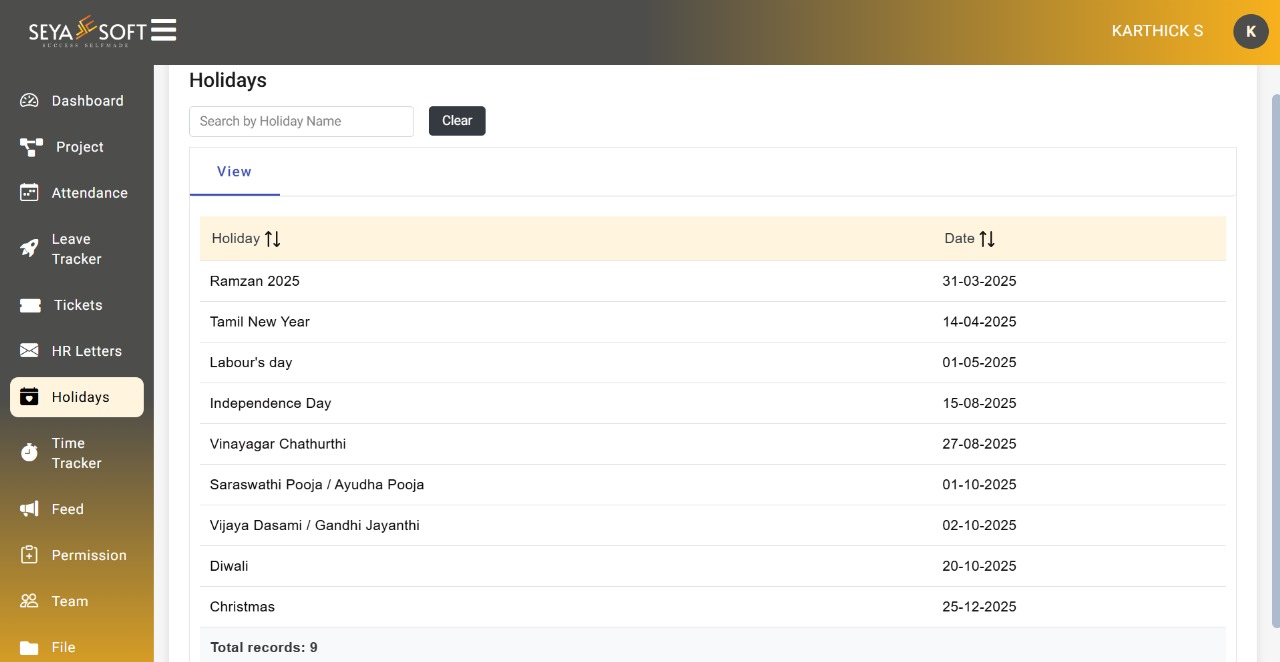 SEYA SOFT
SUCCESS SELFMADE
KARTHICK S
K
Dashboard
Project
Attendance
Leave
Tracker
Tickets
HR Letters
Holidays
Time
Tracker
Feed
Permission
Team
File
Holidays
Search by Holiday Name
Clear
View
Holiday Date
Ramzan 2025 31-03-2025
Tamil New Year 14-04-2025
Labour's day 01-05-2025
Independence Day 15-08-2025
Vinayagar Chathurthi 27-08-2025
Saraswathi Pooja / Ayudha Pooja 01-10-2025
Vijaya Dasami / Gandhi Jayanthi 02-10-2025
Diwali 20-10-2025
Christmas 25-12-2025
Total records: 9